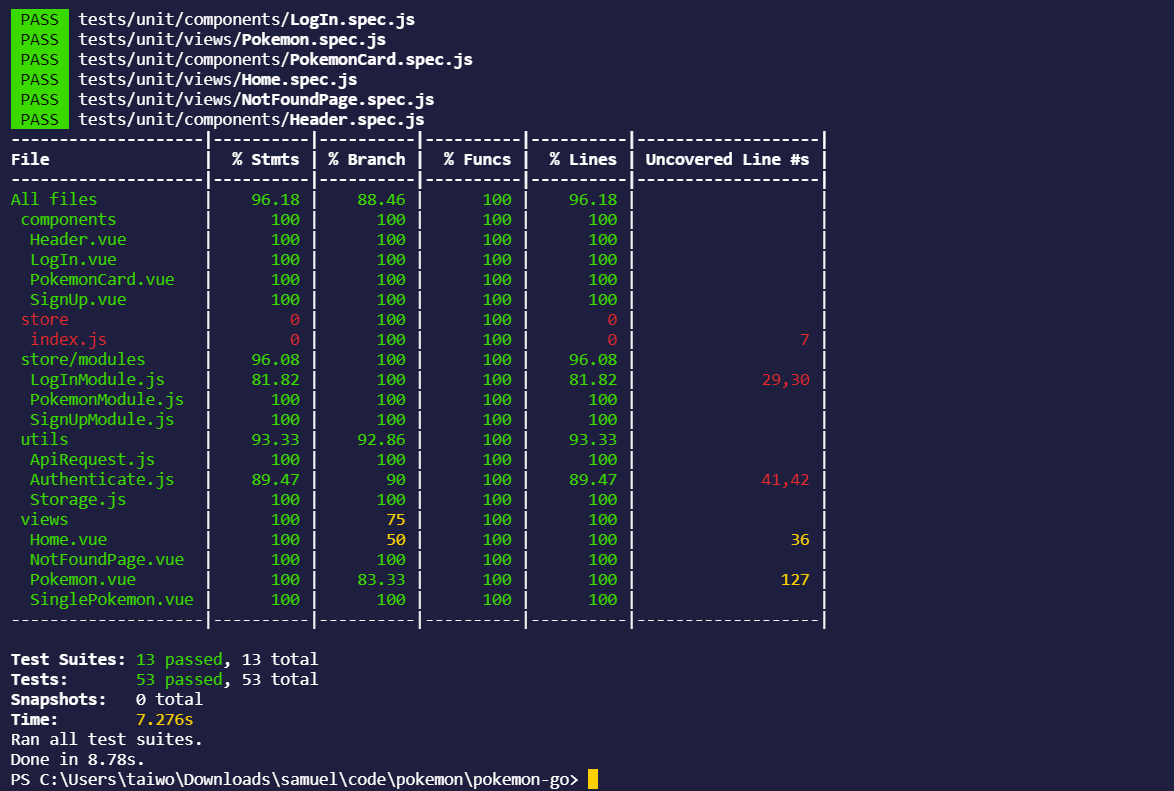 PASS  tests/unit/components/LogIn.spec.js
PASS  tests/unit/views/Pokemon.spec.js
PASS  tests/unit/components/PokemonCard.spec.js
PASS  tests/unit/views/Home.spec.js
PASS  tests/unit/views/NotFoundPage.spec.js
PASS  tests/unit/components/Header.spec.js
--------------------|----------|----------|----------|----------|-------------------|
File                |  % Stmts | % Branch |  % Funcs |  % Lines | Uncovered Line #s |
--------------------|----------|----------|----------|----------|-------------------|
All files           |    96.18 |    88.46 |      100 |    96.18 |                   |
 components         |      100 |      100 |      100 |      100 |                   |
  Header.vue        |      100 |      100 |      100 |      100 |                   |
  LogIn.vue         |      100 |      100 |      100 |      100 |                   |
  PokemonCard.vue   |      100 |      100 |      100 |      100 |                   |
  SignUp.vue        |      100 |      100 |      100 |      100 |                   |
 store              |        0 |      100 |      100 |        0 |                   |
  index.js          |        0 |      100 |      100 |        0 |                 7 |
 store/modules      |    96.08 |      100 |      100 |    96.08 |                   |
  LogInModule.js    |    81.82 |      100 |      100 |    81.82 |             29,30 |
  PokemonModule.js  |      100 |      100 |      100 |      100 |                   |
  SignUpModule.js   |      100 |      100 |      100 |      100 |                   |
 utils              |    93.33 |    92.86 |      100 |    93.33 |                   |
  ApiRequest.js     |      100 |      100 |      100 |      100 |                   |
  Authenticate.js   |    89.47 |       90 |      100 |    89.47 |             41,42 |
  Storage.js        |      100 |      100 |      100 |      100 |                   |
 views              |      100 |       75 |      100 |      100 |                   |
  Home.vue          |      100 |       50 |      100 |      100 |                36 |
  NotFoundPage.vue  |      100 |      100 |      100 |      100 |                   |
  Pokemon.vue       |      100 |    83.33 |      100 |      100 |               127 |
  SinglePokemon.vue |      100 |      100 |      100 |      100 |                   |
--------------------|----------|----------|----------|----------|-------------------|
Test Suites: 13 passed, 13 total
Tests:       53 passed, 53 total
Snapshots:   0 total
Time:        7.276s
Ran all test suites.
Done in 8.78s.
PS C:\Users\taiwo\Downloads\samuel\code\pokemon\pokemon-go>